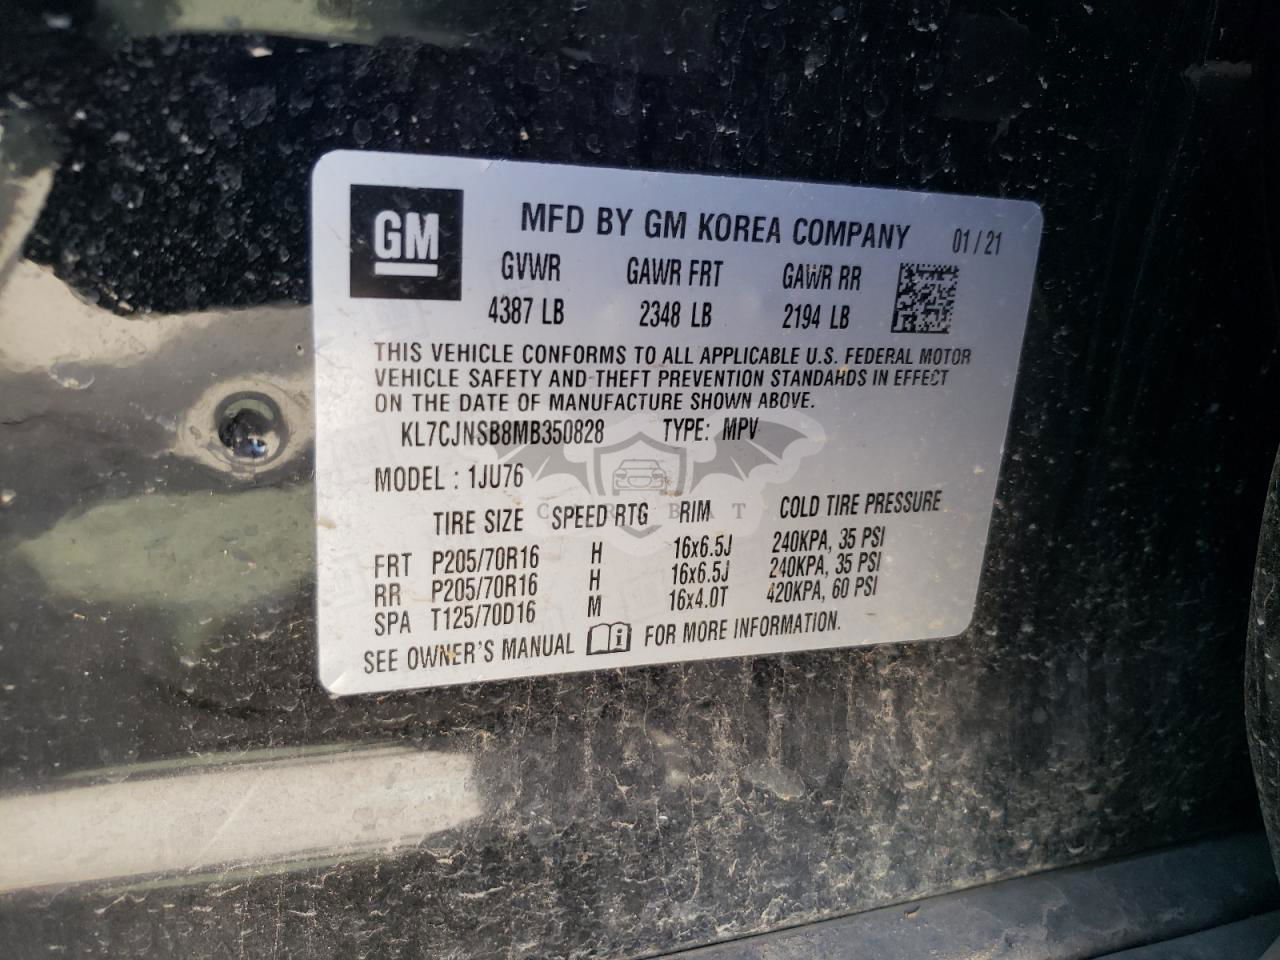 GM
MFD BY GM KOREA COMPANY 01/21
GVWR GAWR FRT GAWR RR
4387 LB 2348 LB 2194 LB
THIS VEHICLE CONFORMS TO ALL APPLICABLE U.S. FEDERAL MOTOR
VEHICLE SAFETY AND THEFT PREVENTION STANDARDS IN EFFECT
ON THE DATE OF MANUFACTURE SHOWN ABOVE.
KL7CJNSB8MB350828 TYPE: MPV
MODEL: 1JU76
CAR BAT
TIRE SIZE SPEED RTG RIM COLD TIRE PRESSURE
FRT P205/70R16 H 16x6.5J 240KPA, 35 PSI
RR P205/70R16 H 16x6.5J 240KPA, 35 PSI
SPA T125/70D16 M 16x4.0T 420KPA, 60 PSI
SEE OWNER'S MANUAL i FOR MORE INFORMATION.